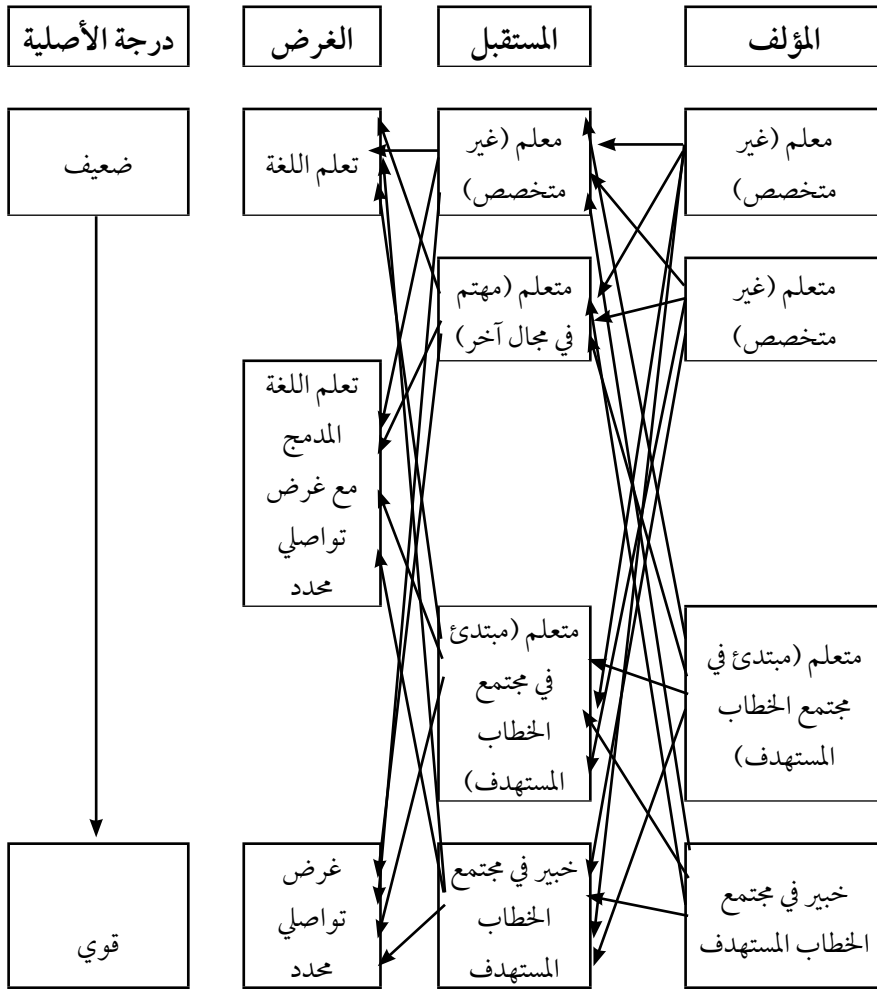 المؤلف
المستقبل
الغرض
درجة الأصلية
معلم (غير
متخصص)
معلم (غير
متخصص)
تعلم اللغة
ضعيف
متعلم (غير
متخصص)
متعلم (مهتم
في مجال آخر)
تعلم اللغة
المدمج
مع غرض
تواصلي
محدد
متعلم (مبتدئ في
مجتمع الخطاب
المستهدف)
متعلم (مبتدئ
في مجتمع
الخطاب
المستهدف)
خبير في مجتمع
الخطاب المستهدف
خبير في مجتمع
الخطاب
المستهدف
غرض
تواصلي
محدد
قوي